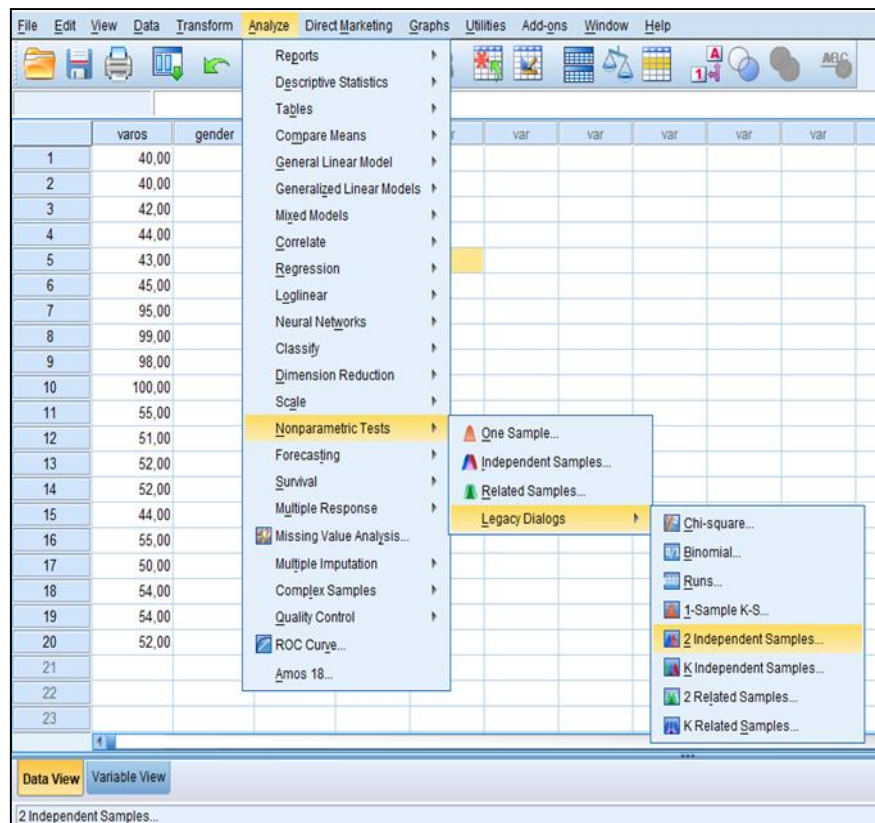 File Edit View Data Transform Analyze Direct Marketing Graphs Utilities Add-ons Window Help
varos gender r var var var var var
1 40,00
2 40,00
3 42,00
4 44,00
5 43,00
6 45,00
7 95,00
8 99,00
9 98,00
10 100,00
11 55,00
12 51,00
13 52,00
14 52,00
15 44,00
16 55,00
17 50,00
18 54,00
19 54,00
20 52,00
21
22
23
Reports
Descriptive Statistics
Tables
Compare Means
General Linear Model
Generalized Linear Models
Mixed Models
Correlate
Regression
Loglinear
Neural Networks
Classify
Dimension Reduction
Scale
Nonparametric Tests
Forecasting
Survival
Multiple Response
Missing Value Analysis...
Multiple Imputation
Complex Samples
Quality Control
ROC Curve...
Amos 18...
One Sample...
Independent Samples...
Related Samples...
Legacy Dialogs
Chi-square...
Binomial...
Runs...
1-Sample K-S...
2 Independent Samples...
K Independent Samples...
2 Related Samples...
K Related Samples...
Data View Variable View
2 Independent Samples...